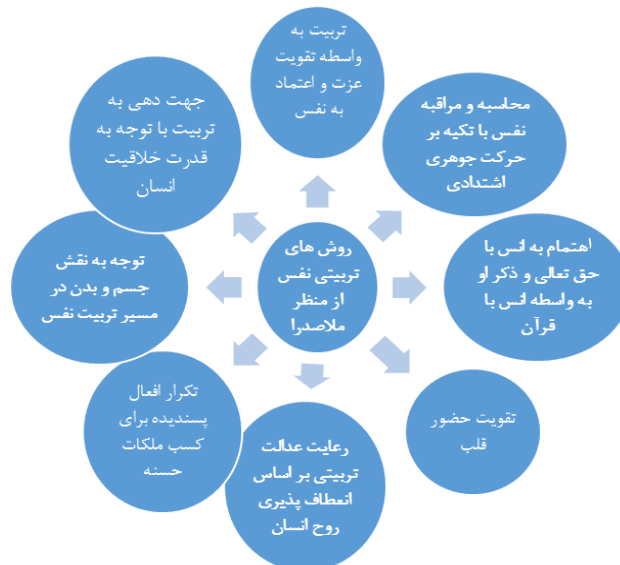 تربیت به
واسطه تقویت
عزت و اعتماد
به نفس
محاسبه و مراقبه
نفس با تکیه بر
حرکت جوهری
اشتدادی
اهتمام به انس با
حق تعالی و ذکر او
به واسطه انس با
قرآن
تقویت حضور
قلب
رعایت عدالت
تربیتی بر اساس
انعطاف پذیری
روح انسان
تکرار افعال
پسندیده برای
کسب ملکات
حسنه
توجه به نقش
جسم و بدن در
مسیر تربیت نفس
جهت دهی به
تربیت با توجه به
قدرت خلاقیت
انسان
روش های
تربیتی نفس
از منظر
ملاصدرا